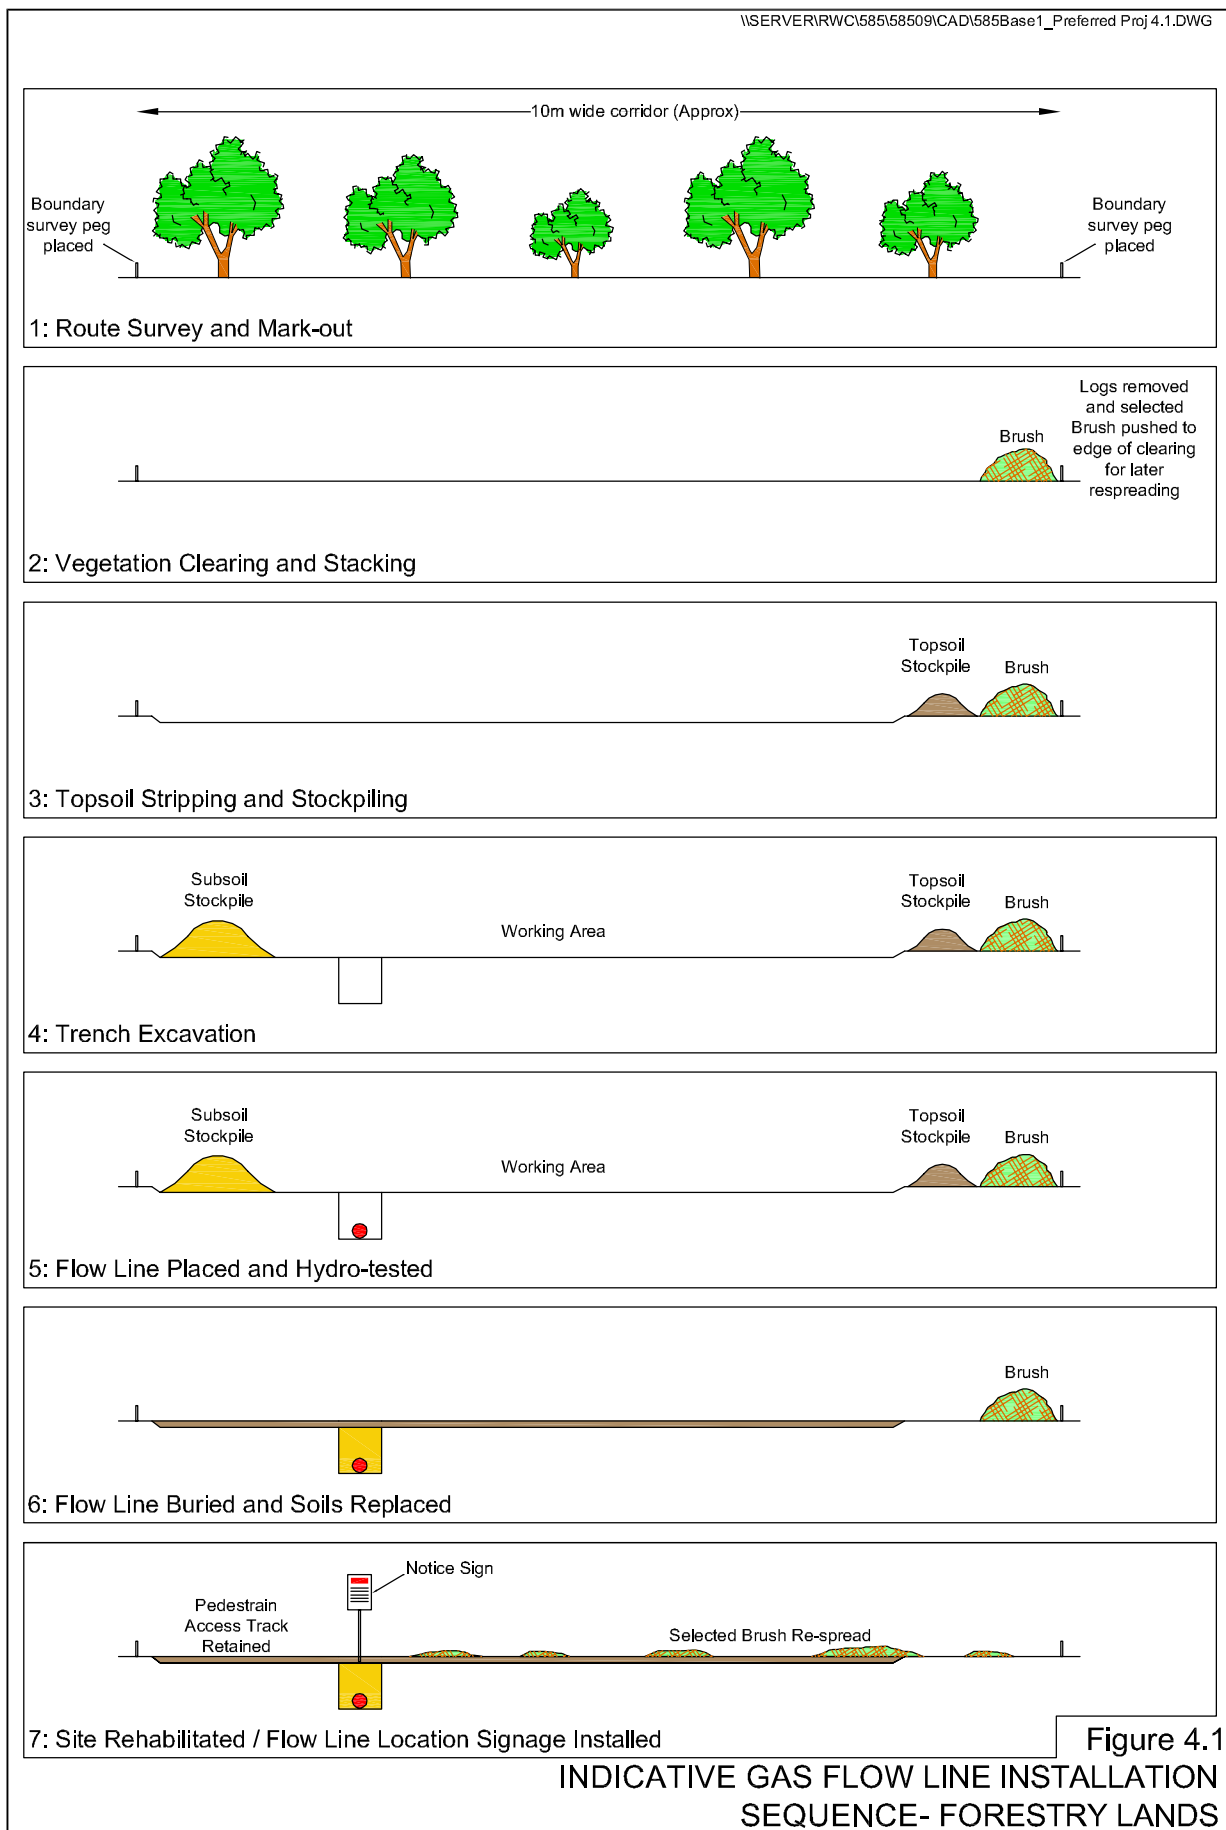 \\SERVER\RWC\585\58509\CAD\585Base1_Preferred Proj 4.1.DWG
10m wide corridor (Approx)
Boundary
survey peg
placed
Boundary
survey peg
placed
1: Route Survey and Mark-out
Logs removed
and selected
Brush pushed to
edge of clearing
for later
respreading
Brush
2: Vegetation Clearing and Stacking
Topsoil
Stockpile
Brush
3: Topsoil Stripping and Stockpiling
Subsoil
Stockpile
Working Area
Topsoil
Stockpile
Brush
4: Trench Excavation
Subsoil
Stockpile
Working Area
Topsoil
Stockpile
Brush
5: Flow Line Placed and Hydro-tested
Brush
6: Flow Line Buried and Soils Replaced
Notice Sign
Pedestrain
Access Track
Retained
Selected Brush Re-spread
7: Site Rehabilitated / Flow Line Location Signage Installed
Figure 4.1
INDICATIVE GAS FLOW LINE INSTALLATION
SEQUENCE- FORESTRY LANDS